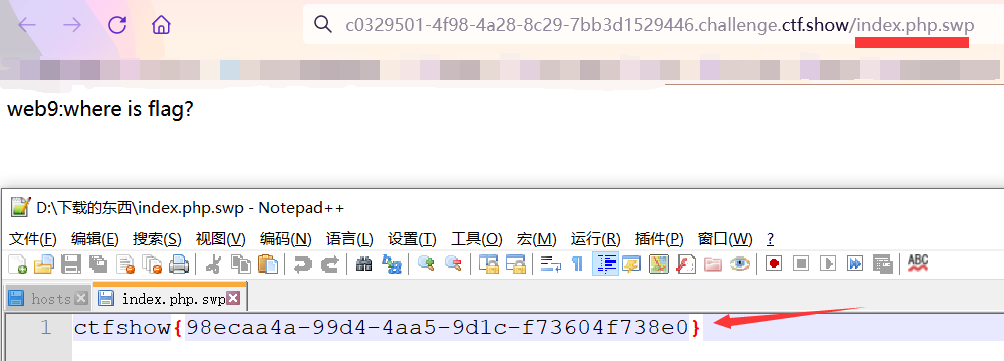 c0329501-4f98-4a28-8c29-7bb3d1529446.challenge.ctf.show/index.php.swp
web9:where is flag?
D:\下载的东西\index.php.swp - Notepad++
文件(F) 编辑(E) 搜索(S) 视图(V) 编码(N) 语言(L) 设置(T) 工具(O) 宏(M) 运行(R) 插件(P) 窗口(W) ?
ABC
hosts index.php.swp
1 ctfshow{98ecaa4a-99d4-4aa5-9d1c-f73604f738e0}